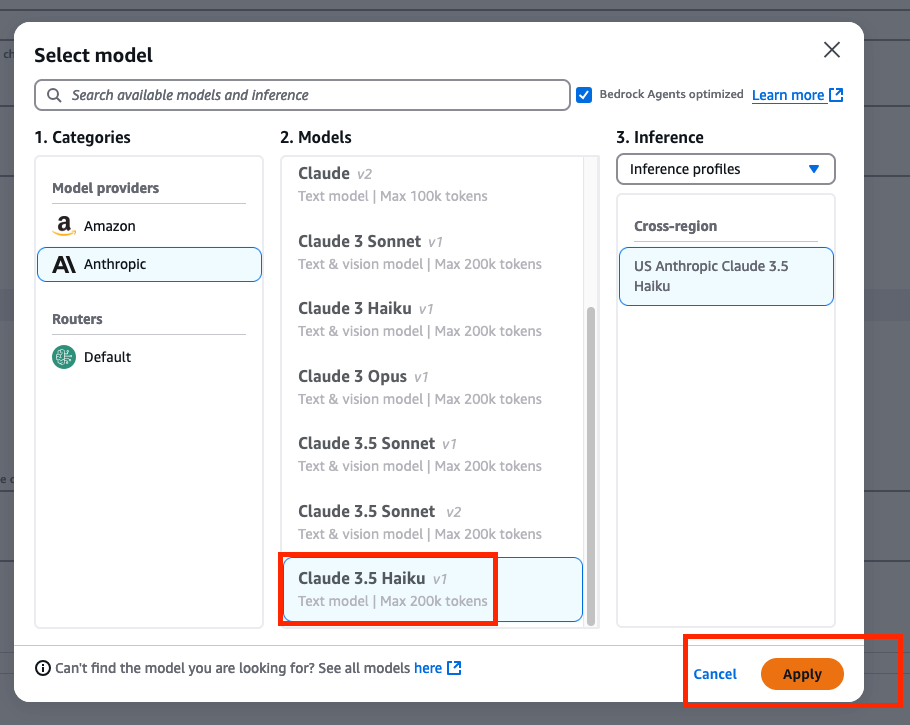 Select model
Search available models and inference
Bedrock Agents optimized Learn more
1. Categories
Model providers
Amazon
Anthropic
Routers
Default
2. Models
Claude v2
Text model | Max 100k tokens
Claude 3 Sonnet v1
Text & vision model | Max 200k tokens
Claude 3 Haiku v1
Text & vision model | Max 200k tokens
Claude 3 Opus v1
Text & vision model | Max 200k tokens
Claude 3.5 Sonnet v1
Text & vision model | Max 200k tokens
Claude 3.5 Sonnet v2
Text & vision model | Max 200k tokens
Claude 3.5 Haiku v1
Text model | Max 200k tokens
3. Inference
Inference profiles
Cross-region
US Anthropic Claude 3.5
Haiku
Can't find the model you are looking for? See all models here
Cancel
Apply